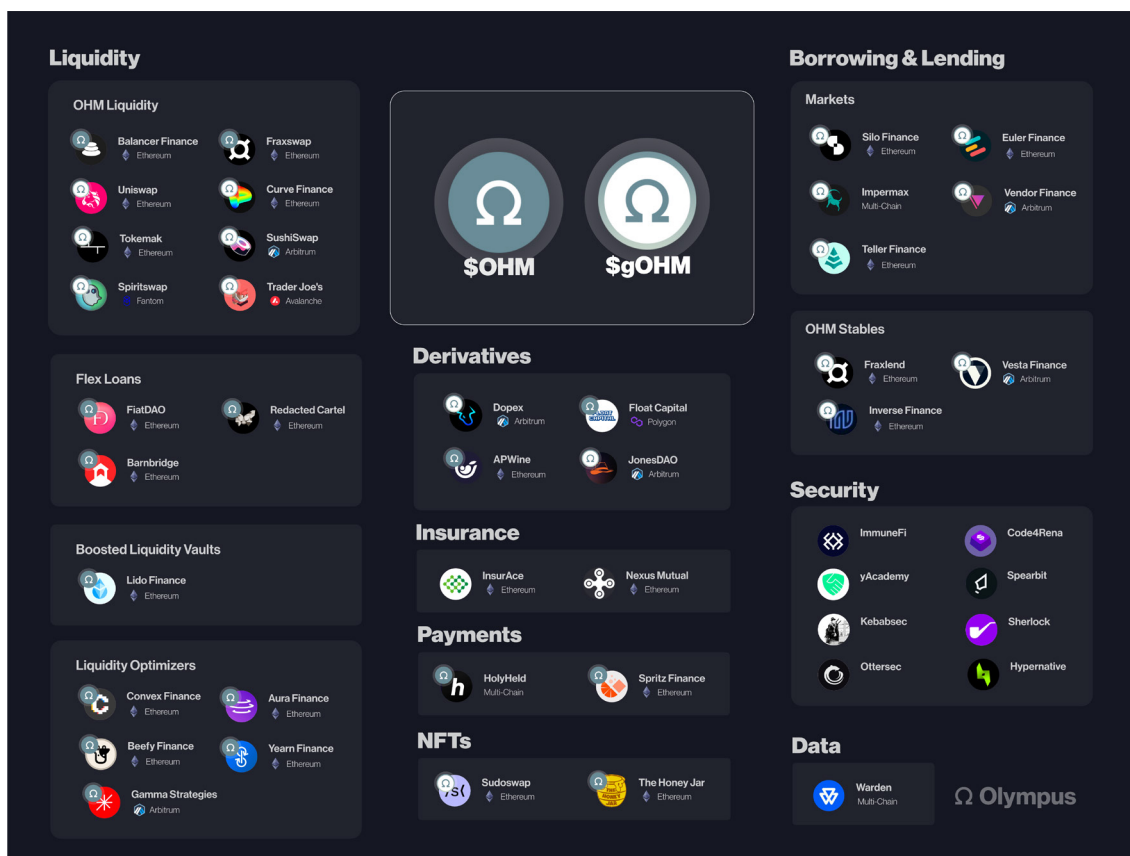 Liquidity
OHM Liquidity
Balancer Finance
Ethereum
Fraxswap
Ethereum
Uniswap
Ethereum
Curve Finance
Ethereum
Tokemak
Ethereum
SushiSwap
Arbitrum
Spiritswap
Fantom
Trader Joe's
Avalanche
Flex Loans
FiatDAO
Ethereum
Redacted Cartel
Ethereum
Barnbridge
Ethereum
Boosted Liquidity Vaults
Lido Finance
Ethereum
Liquidity Optimizers
Convex Finance
Ethereum
Aura Finance
Ethereum
Beefy Finance
Ethereum
Yearn Finance
Ethereum
Gamma Strategies
Arbitrum
$OHM
$gOHM
Derivatives
Dopex
Arbitrum
Float Capital
Polygon
APWine
Ethereum
JonesDAO
Arbitrum
Insurance
InsurAce
Ethereum
Nexus Mutual
Ethereum
Payments
HolyHeld
Multi-Chain
Spritz Finance
Ethereum
NFTs
Sudoswap
Ethereum
The Honey Jar
Ethereum
Borrowing & Lending
Markets
Silo Finance
Ethereum
Euler Finance
Ethereum
Impermax
Multi-Chain
Vendor Finance
Arbitrum
Teller Finance
Ethereum
OHM Stables
Fraxlend
Ethereum
Vesta Finance
Arbitrum
Inverse Finance
Ethereum
Security
ImmuneFi
Code4Rena
yAcademy
Spearbit
Kebabsec
Sherlock
Ottersec
Hypernative
Data
Warden
Multi-Chain
Ω Olympus